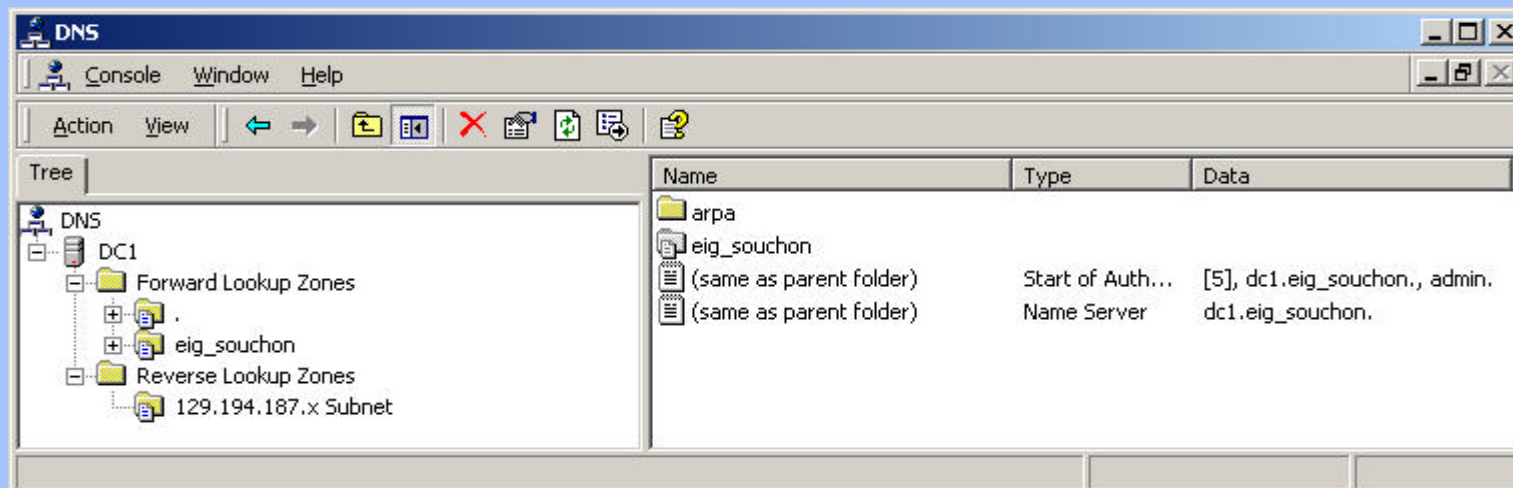 DNS
Console Window Help
Action View
Tree
DNS
DC1
Forward Lookup Zones
.
eig_souchon
Reverse Lookup Zones
129.194.187.x Subnet
Name Type Data
arpa
eig_souchon
(same as parent folder) Start of Auth... [5], dc1.eig_souchon., admin.
(same as parent folder) Name Server dc1.eig_souchon.